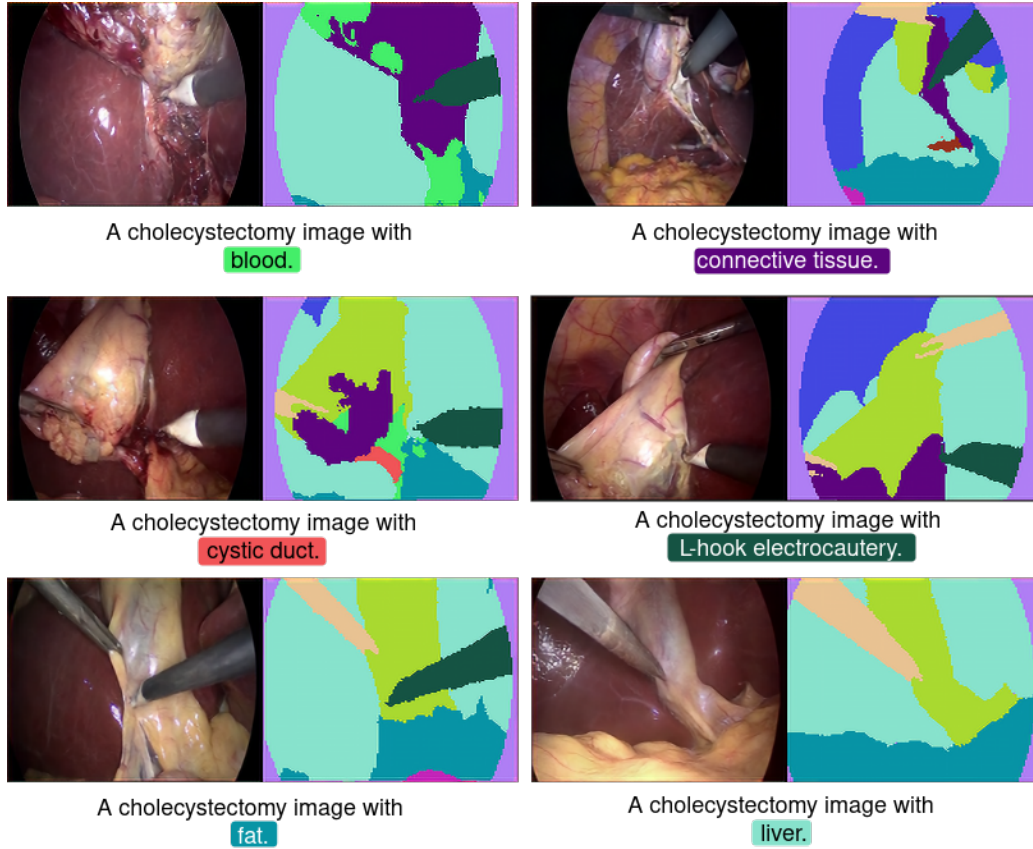 A cholecystectomy image with
blood.
A cholecystectomy image with
connective tissue.
A cholecystectomy image with
cystic duct.
A cholecystectomy image with
L-hook electrocautery.
A cholecystectomy image with
fat.
A cholecystectomy image with
liver.